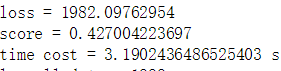 loss = 1982.09762954
score = 0.427004223697
time cost = 3.1902436486525403 s